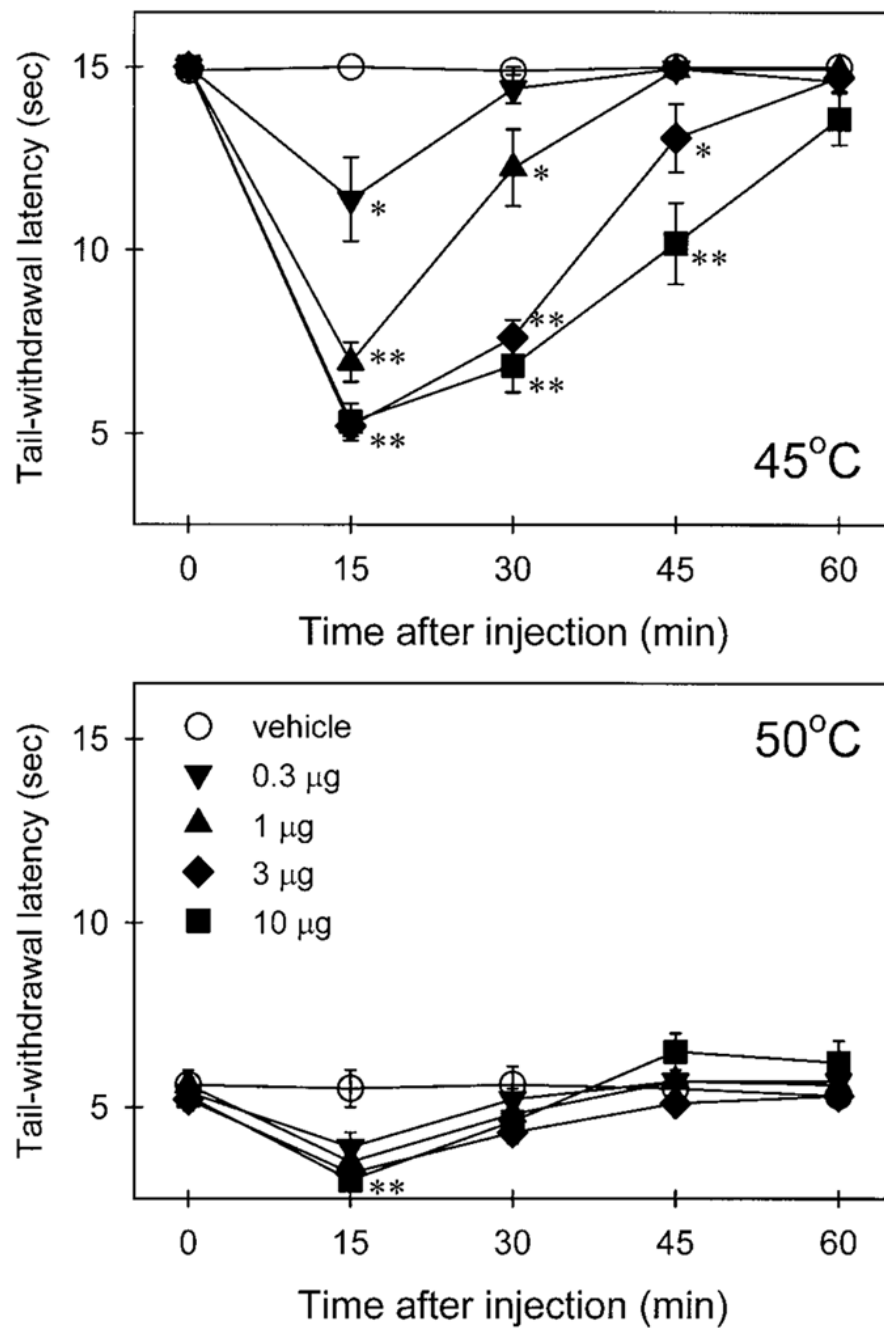 Tail-withdrawal latency (sec)
15
10
5
*
*
**
**
**
**
*
**
45°C
0 15 30 45 60
Time after injection (min)
Tail-withdrawal latency (sec)
15
10
5
vehicle
0.3 μg
1 μg
3 μg
10 μg
50°C
**
0 15 30 45 60
Time after injection (min)